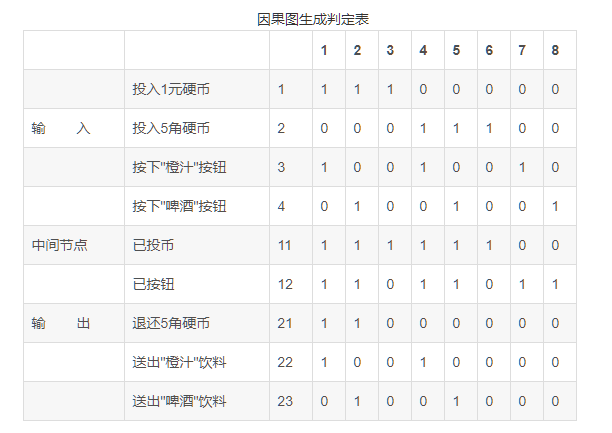 因果图生成判定表
1 2 3 4 5 6 7 8
投入1元硬币 1 1 1 1 0 0 0 0 0
输 入 投入5角硬币 2 0 0 0 1 1 1 0 0
按下"橙汁"按钮 3 1 0 0 1 0 0 1 0
按下"啤酒"按钮 4 0 1 0 0 1 0 0 1
中间节点 已投币 11 1 1 1 1 1 1 0 0
已按钮 12 1 1 0 1 1 0 1 1
输 出 退还5角硬币 21 1 1 0 0 0 0 0 0
送出"橙汁"饮料 22 1 0 0 1 0 0 0 0
送出"啤酒"饮料 23 0 1 0 0 1 0 0 0